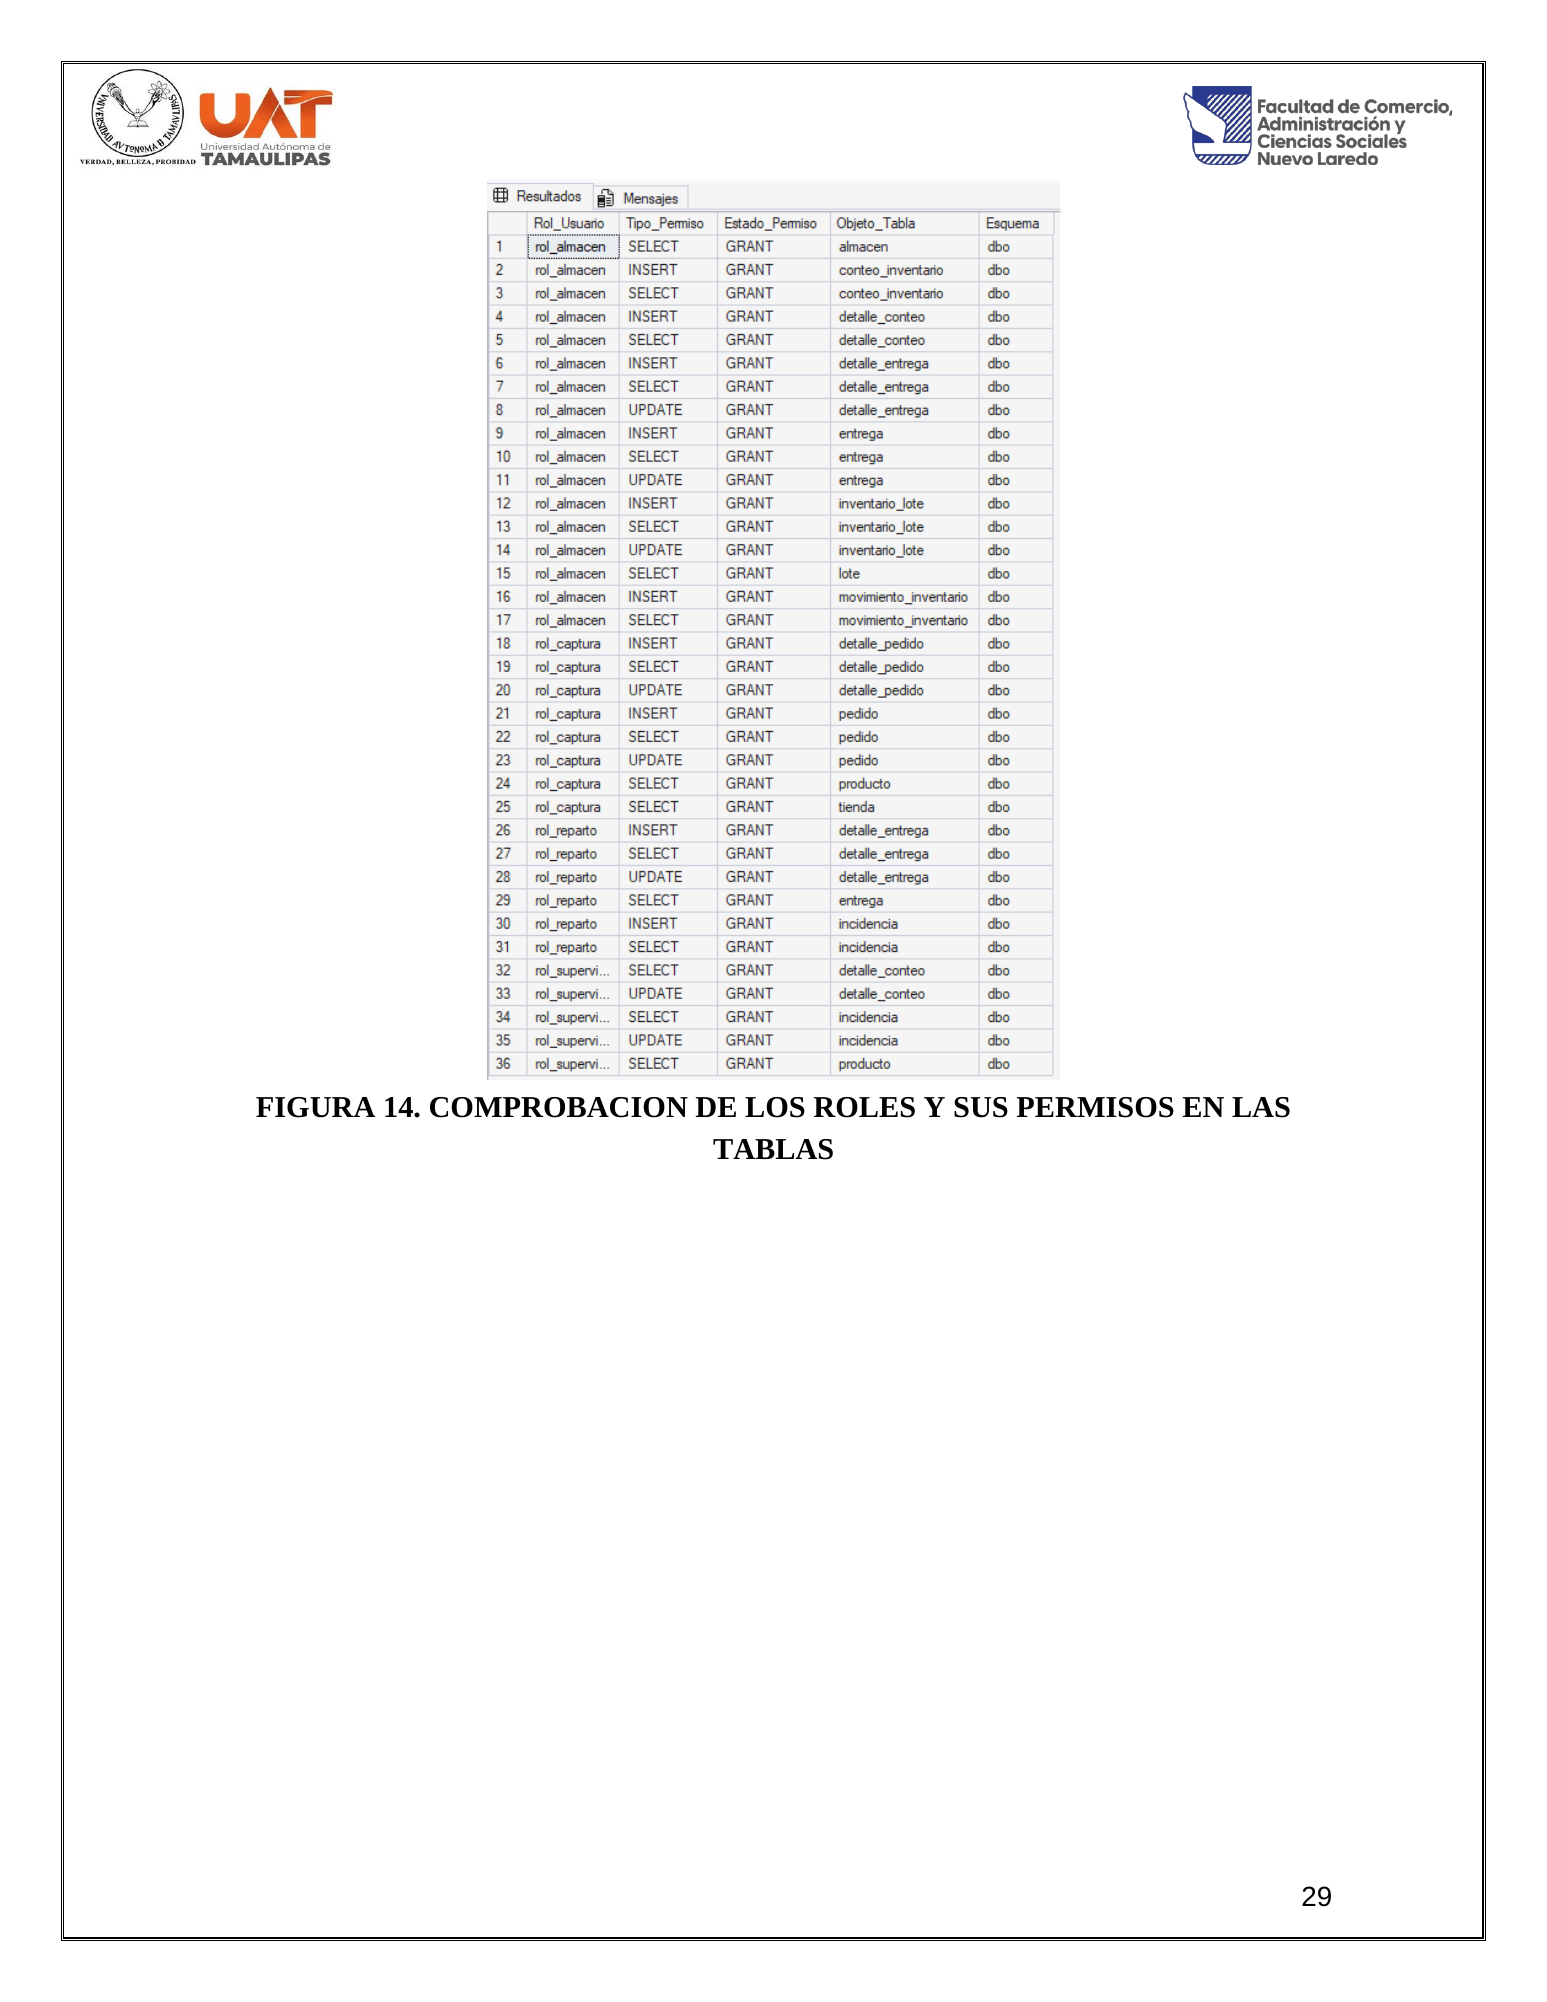 UNIVERSIDAD AVTONOMA D TAMAVLIPAS
VERDAD, BELLEZA, PROBIDAD
UAT
Universidad Autónoma de
TAMAULIPAS
Facultad de Comercio,
Administración y
Ciencias Sociales
Nuevo Laredo
Resultados Mensajes
Rol_Usuario Tipo_Permiso Estado_Permiso Objeto_Tabla Esquema
1 rol_almacen SELECT GRANT almacen dbo
2 rol_almacen INSERT GRANT conteo_inventario dbo
3 rol_almacen SELECT GRANT conteo_inventario dbo
4 rol_almacen INSERT GRANT detalle_conteo dbo
5 rol_almacen SELECT GRANT detalle_conteo dbo
6 rol_almacen INSERT GRANT detalle_entrega dbo
7 rol_almacen SELECT GRANT detalle_entrega dbo
8 rol_almacen UPDATE GRANT detalle_entrega dbo
9 rol_almacen INSERT GRANT entrega dbo
10 rol_almacen SELECT GRANT entrega dbo
11 rol_almacen UPDATE GRANT entrega dbo
12 rol_almacen INSERT GRANT inventario_lote dbo
13 rol_almacen SELECT GRANT inventario_lote dbo
14 rol_almacen UPDATE GRANT inventario_lote dbo
15 rol_almacen SELECT GRANT lote dbo
16 rol_almacen INSERT GRANT movimiento_inventario dbo
17 rol_almacen SELECT GRANT movimiento_inventario dbo
18 rol_captura INSERT GRANT detalle_pedido dbo
19 rol_captura SELECT GRANT detalle_pedido dbo
20 rol_captura UPDATE GRANT detalle_pedido dbo
21 rol_captura INSERT GRANT pedido dbo
22 rol_captura SELECT GRANT pedido dbo
23 rol_captura UPDATE GRANT pedido dbo
24 rol_captura SELECT GRANT producto dbo
25 rol_captura SELECT GRANT tienda dbo
26 rol_reparto INSERT GRANT detalle_entrega dbo
27 rol_reparto SELECT GRANT detalle_entrega dbo
28 rol_reparto UPDATE GRANT detalle_entrega dbo
29 rol_reparto SELECT GRANT entrega dbo
30 rol_reparto INSERT GRANT incidencia dbo
31 rol_reparto SELECT GRANT incidencia dbo
32 rol_supervi... SELECT GRANT detalle_conteo dbo
33 rol_supervi... UPDATE GRANT detalle_conteo dbo
34 rol_supervi... SELECT GRANT incidencia dbo
35 rol_supervi... UPDATE GRANT incidencia dbo
36 rol_supervi... SELECT GRANT producto dbo
FIGURA 14. COMPROBACION DE LOS ROLES Y SUS PERMISOS EN LAS
TABLAS
29